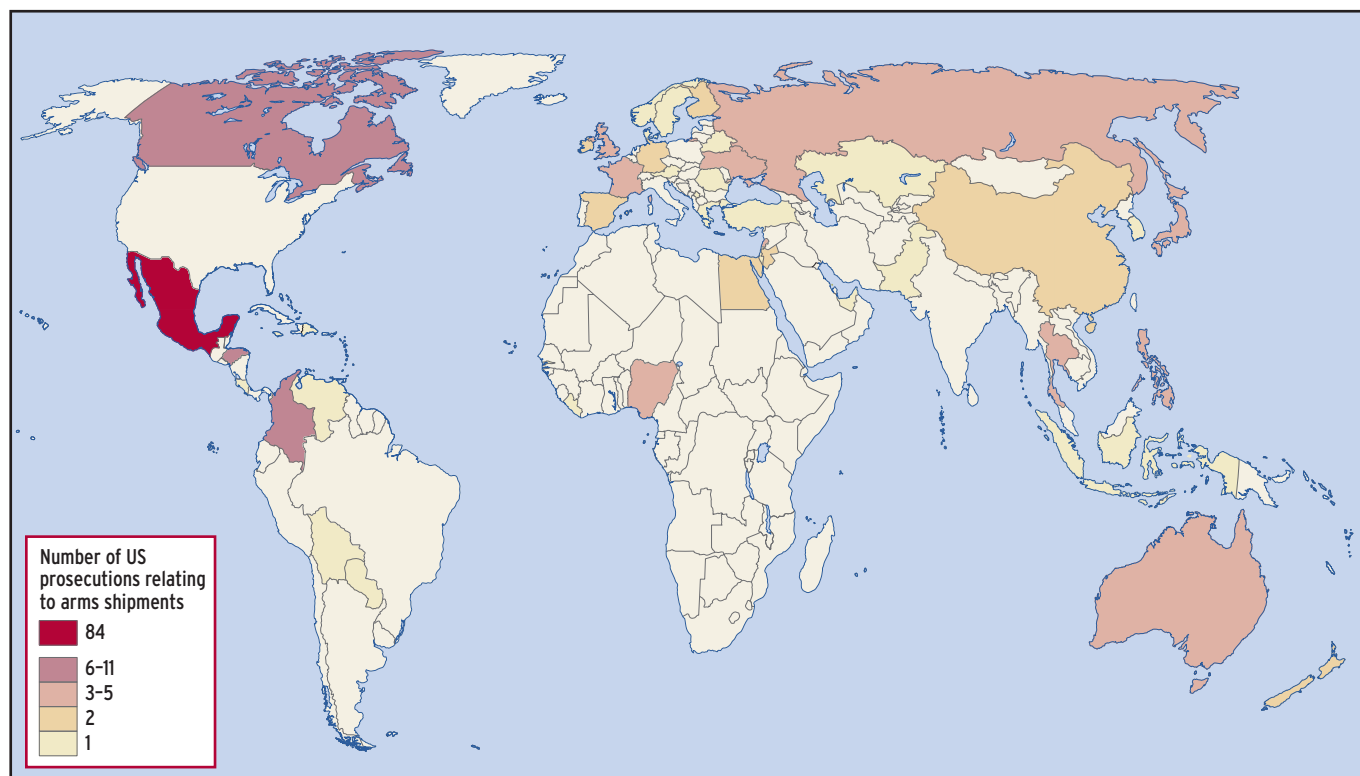 Number of US
prosecutions relating
to arms shipments
84
6–11
3–5
2
1